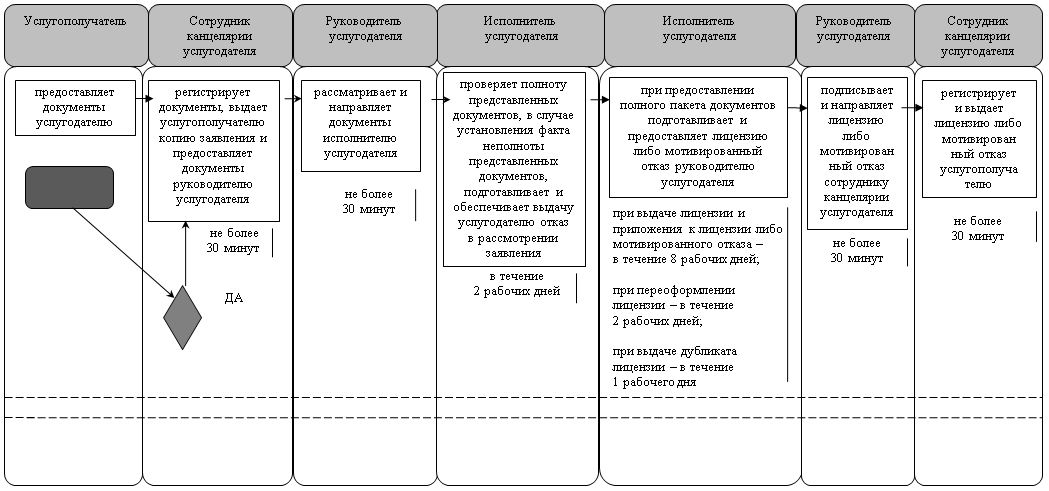 Услугополучатель
Сотрудник
канцелярии
услугодателя
Руководитель
услугодателя
Исполнитель
услугодателя
Исполнитель
услугодателя
Руководитель
услугодателя
Сотрудник
канцелярии
услугодателя
предоставляет
документы
услугодателю
регистрирует
документы, выдает
услугополучателю
копию заявления и
предоставляет
документы
руководителю
услугодателя
не более
30 минут
ДА
рассматривает и
направляет
документы
исполнителю
услугодателя
не более
30 минут
проверяет полноту
представленных
документов, в случае
установления факта
неполноты
представленных
документов,
подготавливает и
обеспечивает выдачу
услугодателю отказ
в рассмотрении
заявления
в течение
2 рабочих дней
при предоставлении
полного пакета документов
подготавливает и
предоставляет лицензию
либо мотивированный
отказ руководителю
услугодателя
при выдаче лицензии и
приложения к лицензии либо
мотивированного отказа –
в течение 8 рабочих дней;
при переоформлении
лицензии – в течение
2 рабочих дней;
при выдаче дубликата
лицензии – в течение
1 рабочего дня
подписывает
и направляет
лицензию
либо
мотивирован
ный отказ
сотруднику
канцелярии
услугодателя
не более
30 минут
регистрирует
и выдает
лицензию либо
мотивирован
ный отказ
услугополуча
телю
не более
30 минут